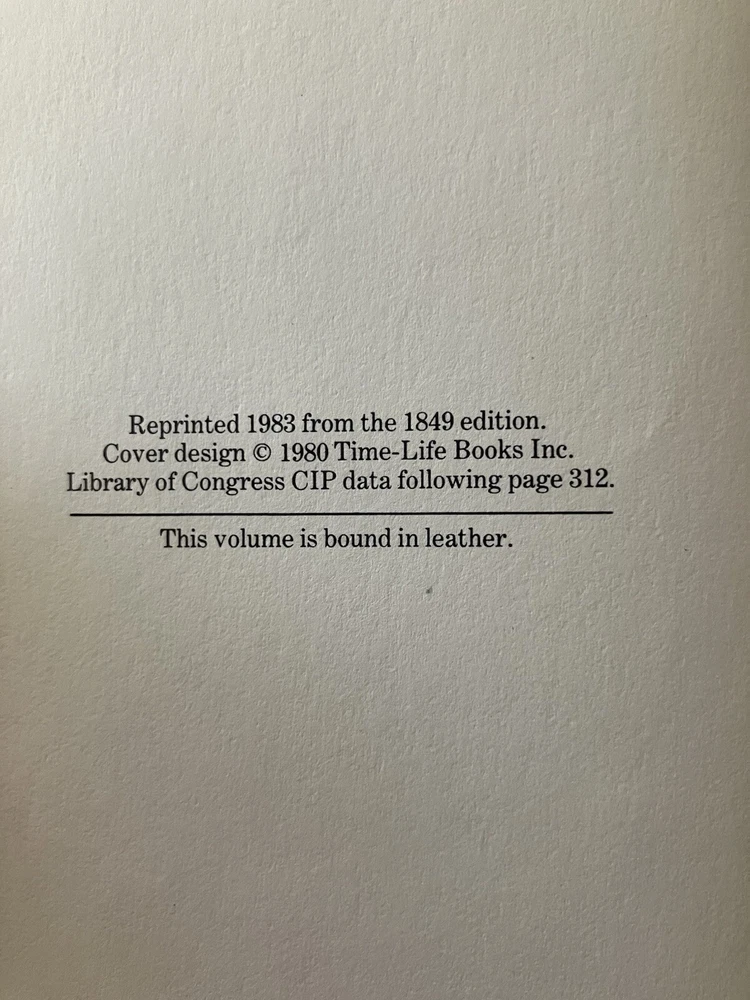 Reprinted 1983 from the 1849 edition.
Cover design © 1980 Time-Life Books Inc.
Library of Congress CIP data following page 312.
This volume is bound in leather.